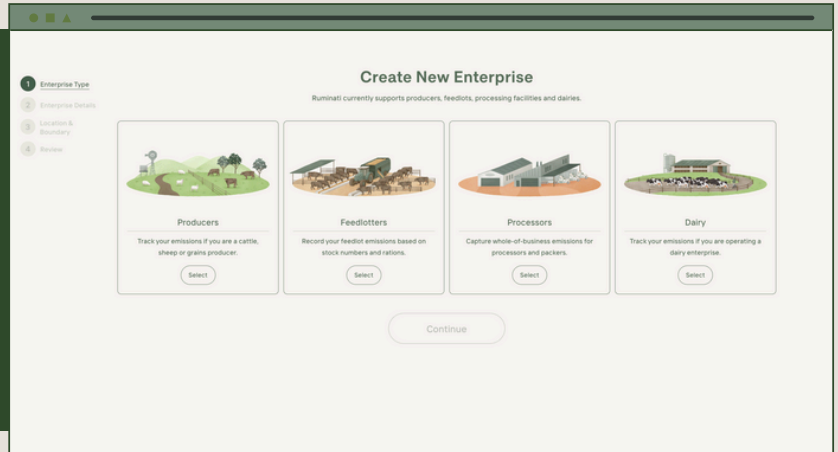 Create New Enterprise
Ruminati currently supports producers, feedlots, processing facilities and dairies.
1 Enterprise Type
2 Enterprise Details
3 Location &
Boundary
4 Review
Producers
Track your emissions if you are a cattle,
sheep or grains producer.
Select
Feedlotters
Record your feedlot emissions based on
stock numbers and rations.
Select
Processors
Capture whole-of-business emissions for
processors and packers.
Select
Dairy
Track your emissions if you are operating a
dairy enterprise.
Select
Continue